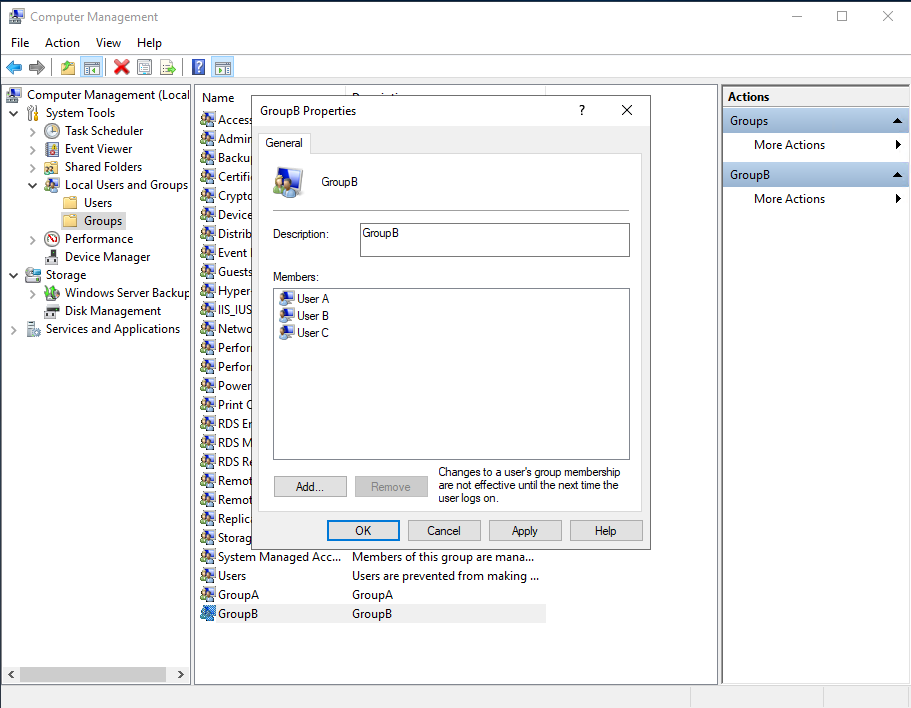 Computer Management
File Action View Help
Computer Management (Local
System Tools
Task Scheduler
Event Viewer
Shared Folders
Local Users and Groups
Users
Groups
Performance
Device Manager
Storage
Windows Server Backup
Disk Management
Services and Applications
Name
Access
Admin
Backu
Certifi
Crypto
Device
Distrib
Event
Guests
Hyper-
IIS_IUS
Netwo
Perfor
Perfor
Power
Print O
RDS En
RDS M
RDS Re
Remot
Remot
Replica
Storag
System Managed Acc... Members of this group are mana...
Users Users are prevented from making ...
GroupA GroupA
GroupB GroupB
GroupB Properties
?
General
GroupB
Description: GroupB
Members:
User A
User B
User C
Add... Remove
Changes to a user's group membership
are not effective until the next time the
user logs on.
OK Cancel Apply Help
Actions
Groups
More Actions
GroupB
More Actions